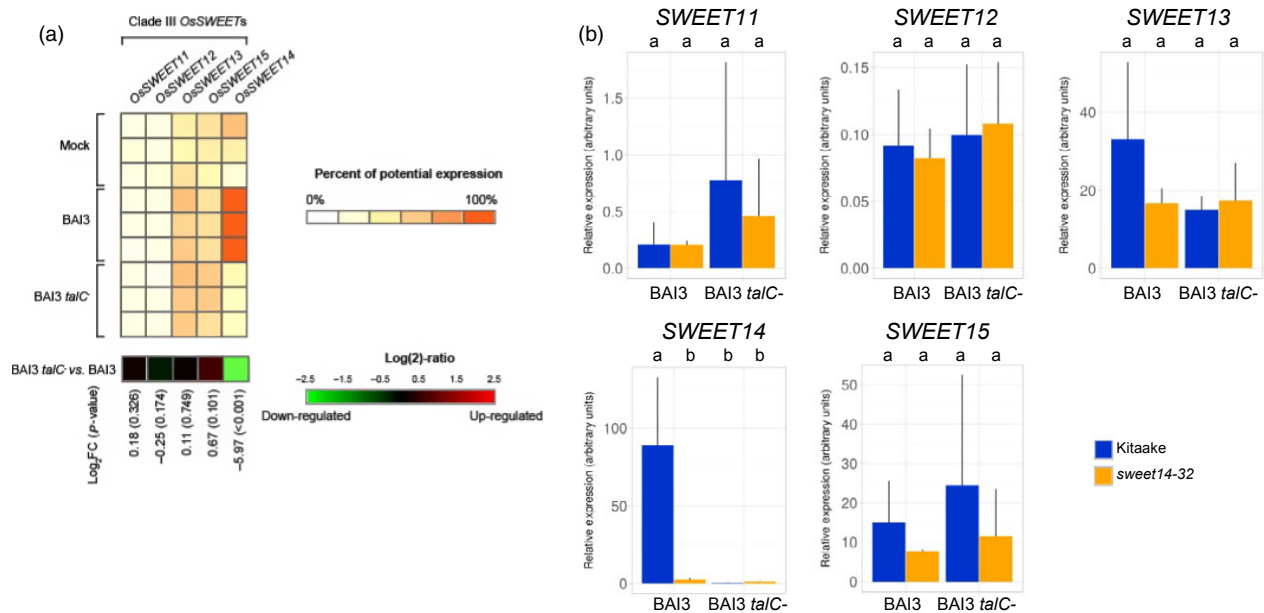 (a)
Clade III OsSWEETs
OsSWEET11
OsSWEET12
OsSWEET13
OsSWEET15
OsSWEET14
Mock
BAI3
BAI3 talC-
Percent of potential expression
0% 100%
BAI3 talC- vs. BAI3
Log(2)-ratio
−2.5 −1.5 −0.5 0.5 1.5 2.5
Down-regulated Up-regulated
Log2FC (P-value)
0.18 (0.326)
−0.25 (0.174)
0.11 (0.749)
0.67 (0.101)
−5.97 (<0.001)
(b)
SWEET11
a a a a
Relative expression (arbitrary units)
1.5
1.0
0.5
0.0
BAI3 BAI3 talC-
SWEET12
a a a a
Relative expression (arbitrary units)
0.15
0.10
0.05
0.00
BAI3 BAI3 talC-
SWEET13
a a a a
Relative expression (arbitrary units)
40
20
0
BAI3 BAI3 talC-
SWEET14
a b b b
Relative expression (arbitrary units)
100
50
0
BAI3 BAI3 talC-
SWEET15
a a a a
Relative expression (arbitrary units)
50
40
30
20
10
0
BAI3 BAI3 talC-
Kitaake
sweet14-32